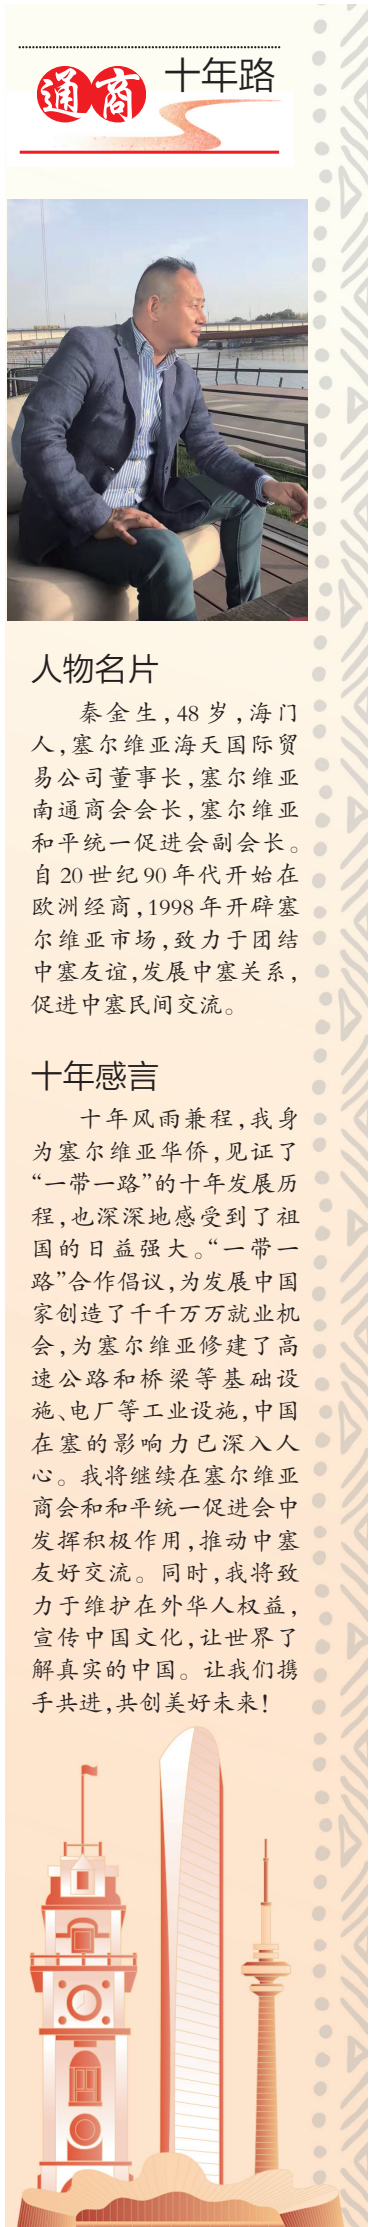 通商 十年路
人物名片
秦金生，48岁，海门
人，塞尔维亚海天国际贸
易公司董事长，塞尔维亚
南通商会会长，塞尔维亚
和平统一促进会副会长。
自20世纪90年代开始在
欧洲经商，1998年开辟塞
尔维亚市场，致力于团结
中塞友谊，发展中塞关系，
促进中塞民间交流。
十年感言
十年风雨兼程，我身
为塞尔维亚华侨，见证了
“一带一路”的十年发展历
程，也深深地感受到了祖
国的日益强大。“一带一
路”合作倡议，为发展中国
家创造了千千万万就业机
会，为塞尔维亚修建了高
速公路和桥梁等基础设
施、电厂等工业设施，中国
在塞的影响力已深入人
心。我将继续在塞尔维亚
商会和和平统一促进会中
发挥积极作用，推动中塞
友好交流。同时，我将致
力于维护在外华人权益，
宣传中国文化，让世界了
解真实的中国。让我们携
手共进，共创美好未来！